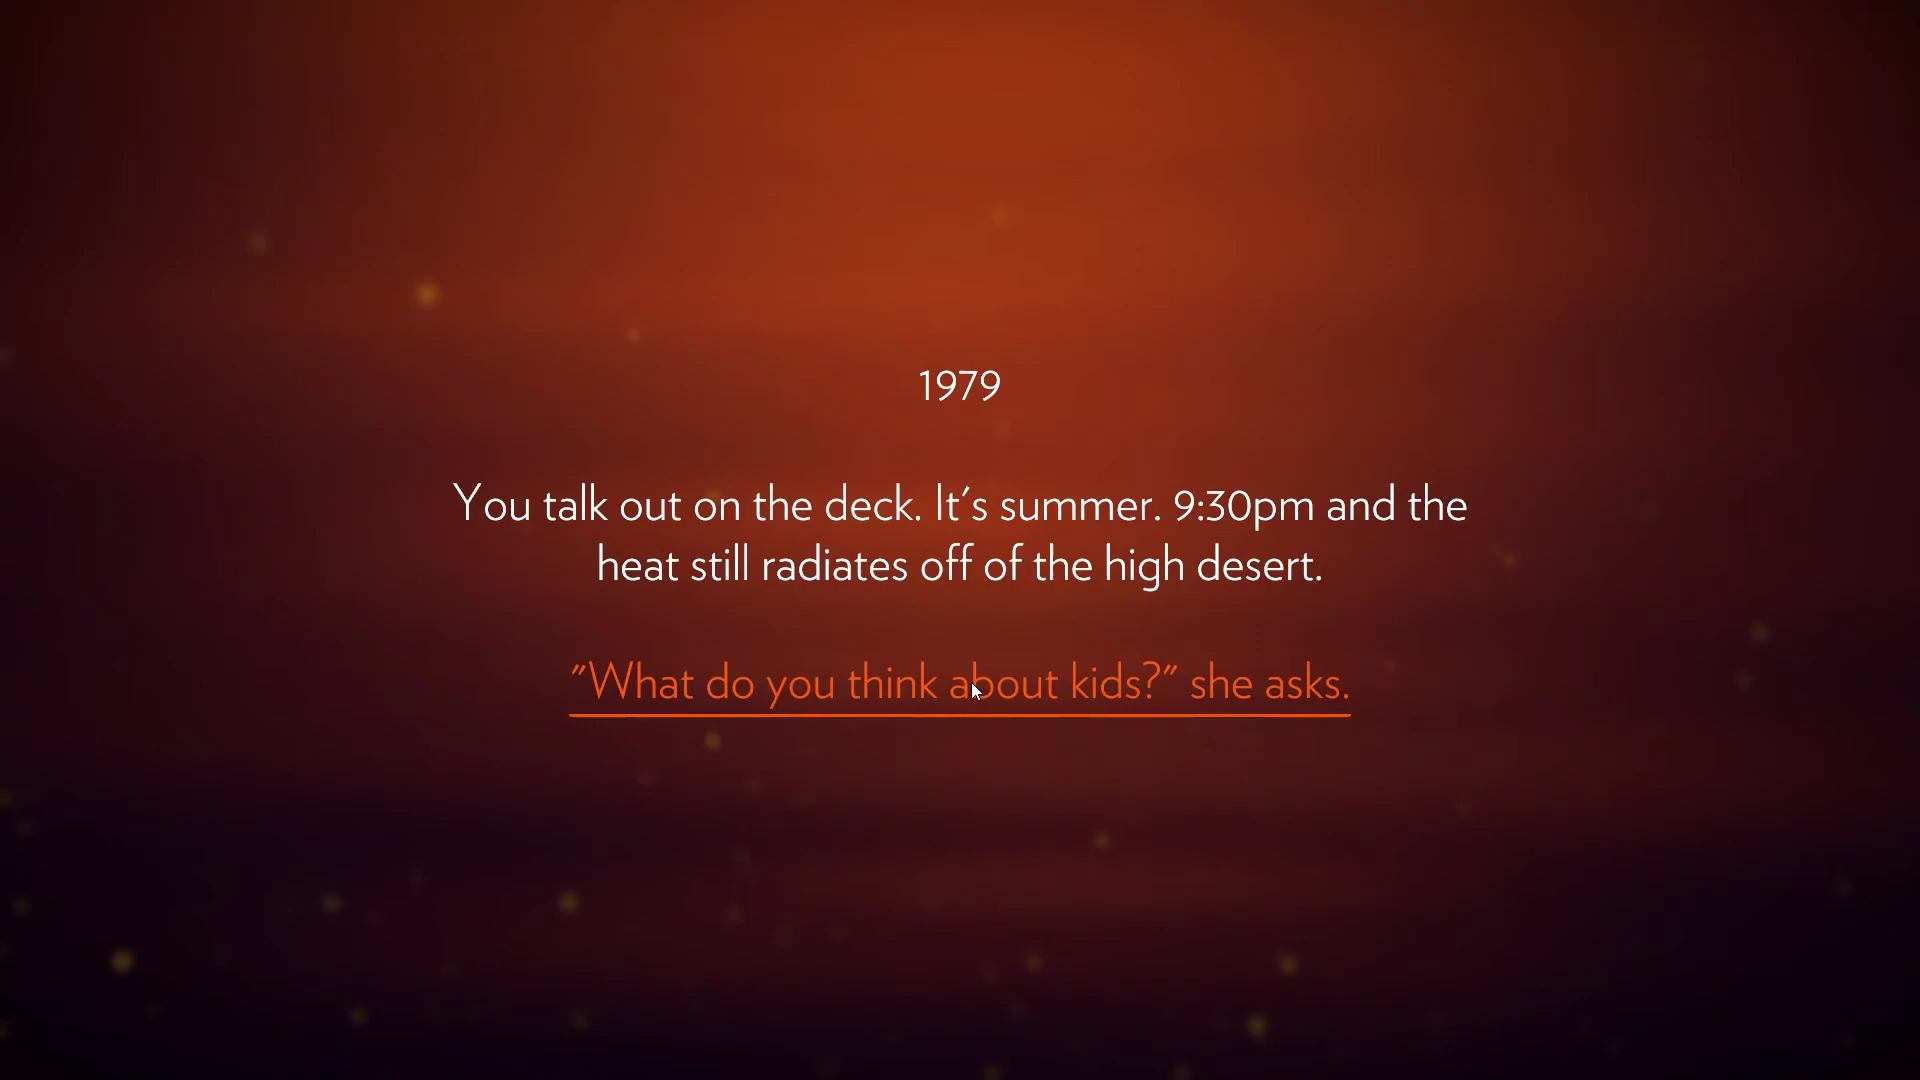 1979
You talk out on the deck. It's summer. 9:30pm and the
heat still radiates off of the high desert.
"What do you think about kids?" she asks.